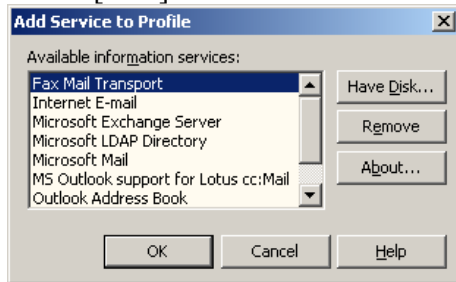 Add Service to Profile
Available information services:
Fax Mail Transport
Internet E-mail
Microsoft Exchange Server
Microsoft LDAP Directory
Microsoft Mail
MS Outlook support for Lotus cc:Mail
Outlook Address Book
Have Disk...
Remove
About...
OK
Cancel
Help